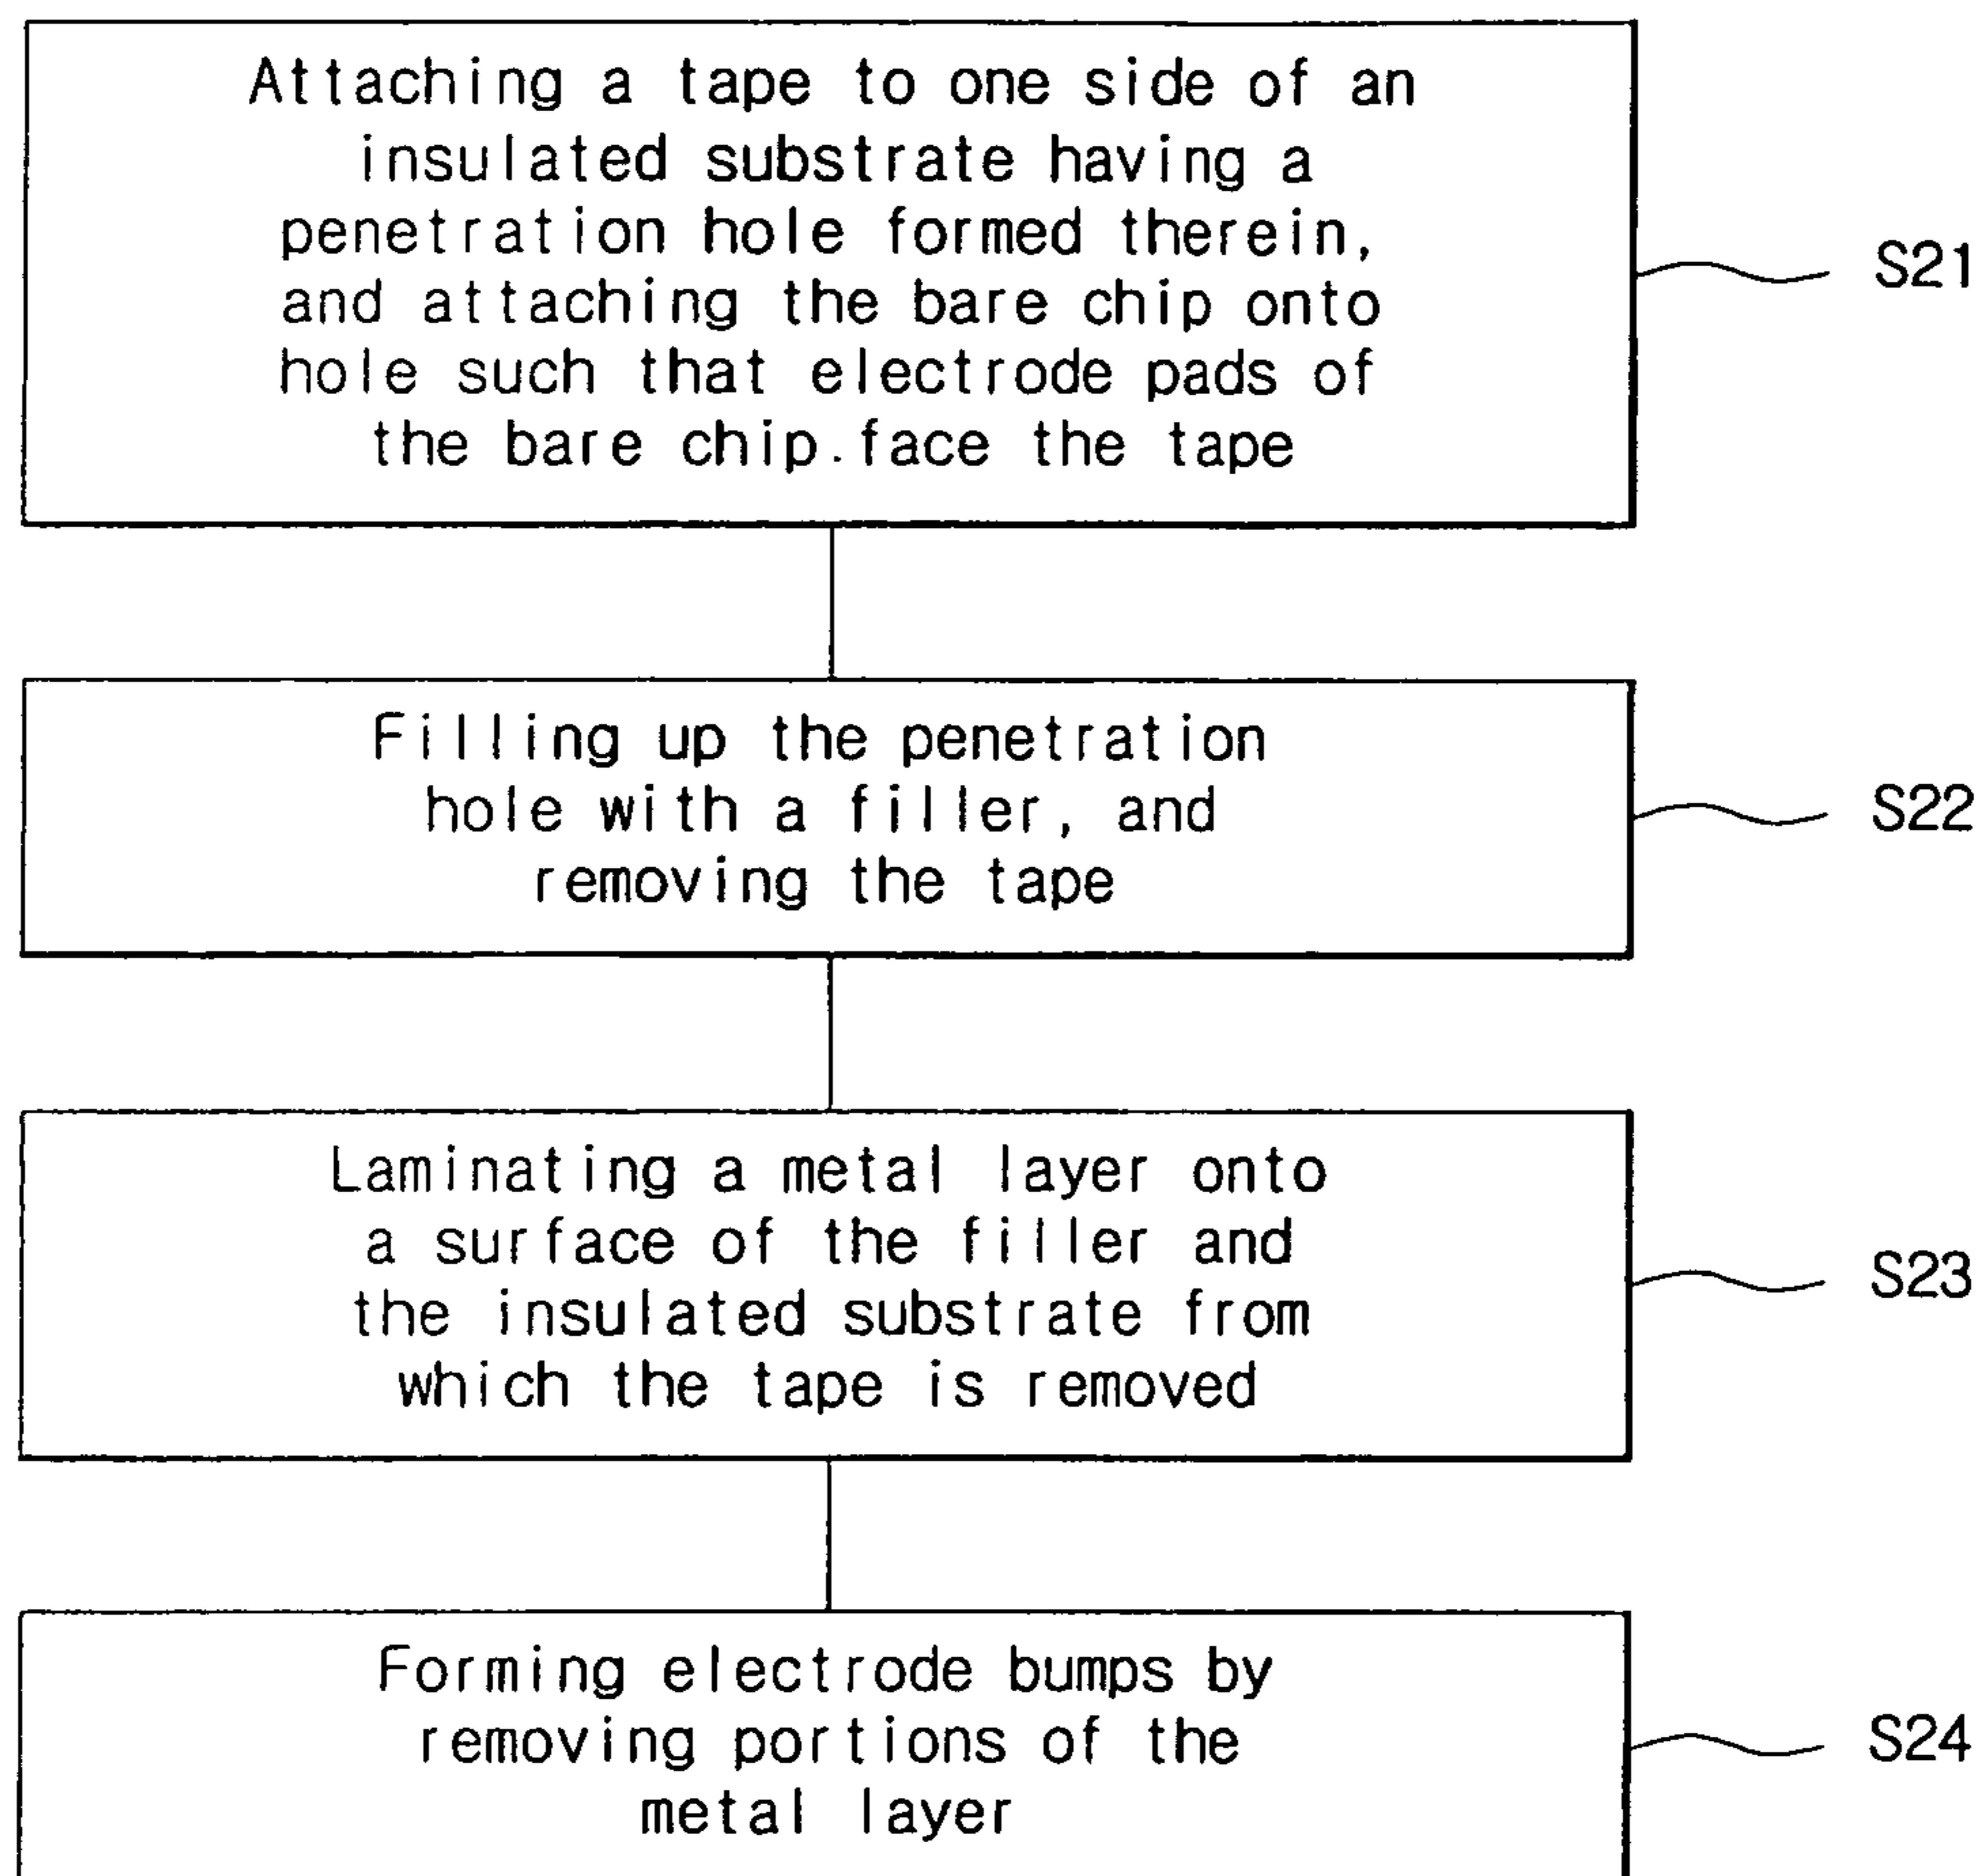 Attaching a tape to one side of an
insulated substrate having a
penetration hole formed therein,
and attaching the bare chip onto
hole such that electrode pads of
the bare chip.face the tape
S21
Filling up the penetration
hole with a filler, and
removing the tape
S22
Laminating a metal layer onto
a surface of the filler and
the insulated substrate from
which the tape is removed
S23
Forming electrode bumps by
removing portions of the
metal layer
S24